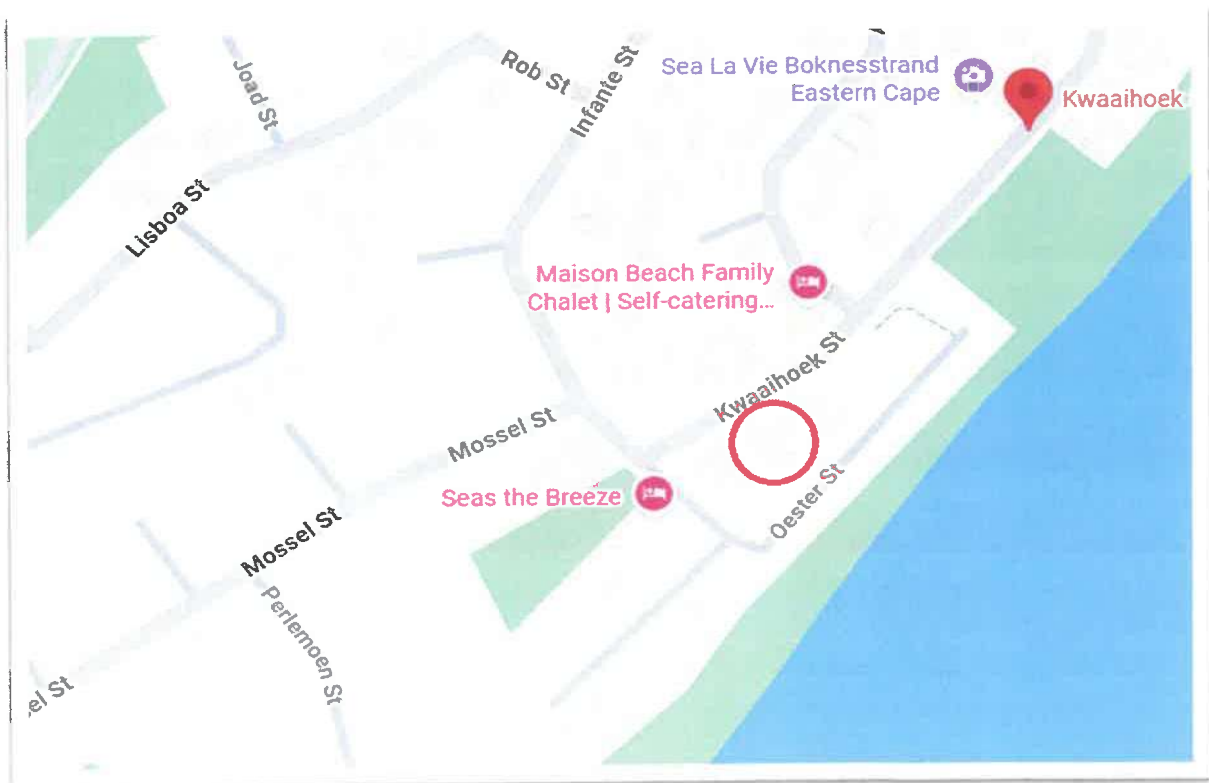 Rob St
Joad St
Infante St
Sea La Vie Boknesstrand
Eastern Cape
Kwaaihoek
Lisboa St
Maison Beach Family
Chalet | Self-catering...
Kwaaihoek St
Mossel St
Seas the Breeze
Oester St
Mossel St
Perlemoen St
el St